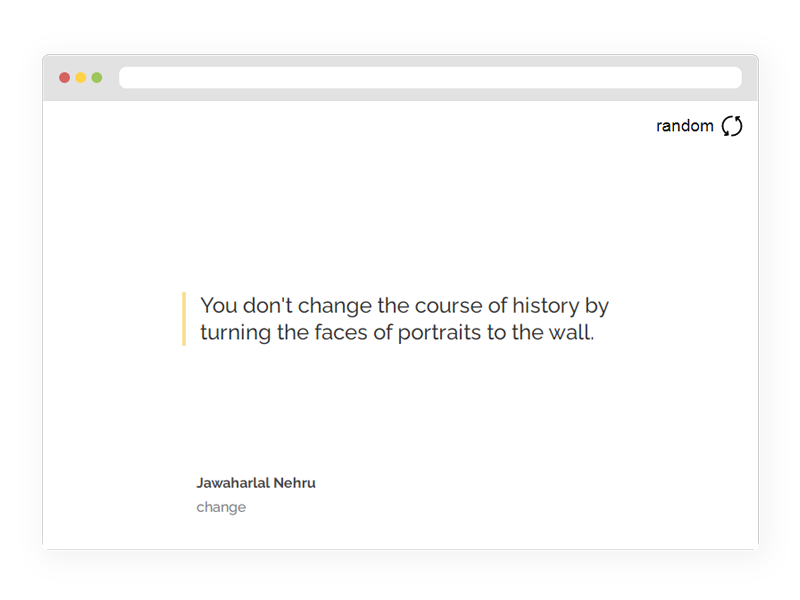 random
You don't change the course of history by
turning the faces of portraits to the wall.
Jawaharlal Nehru
change